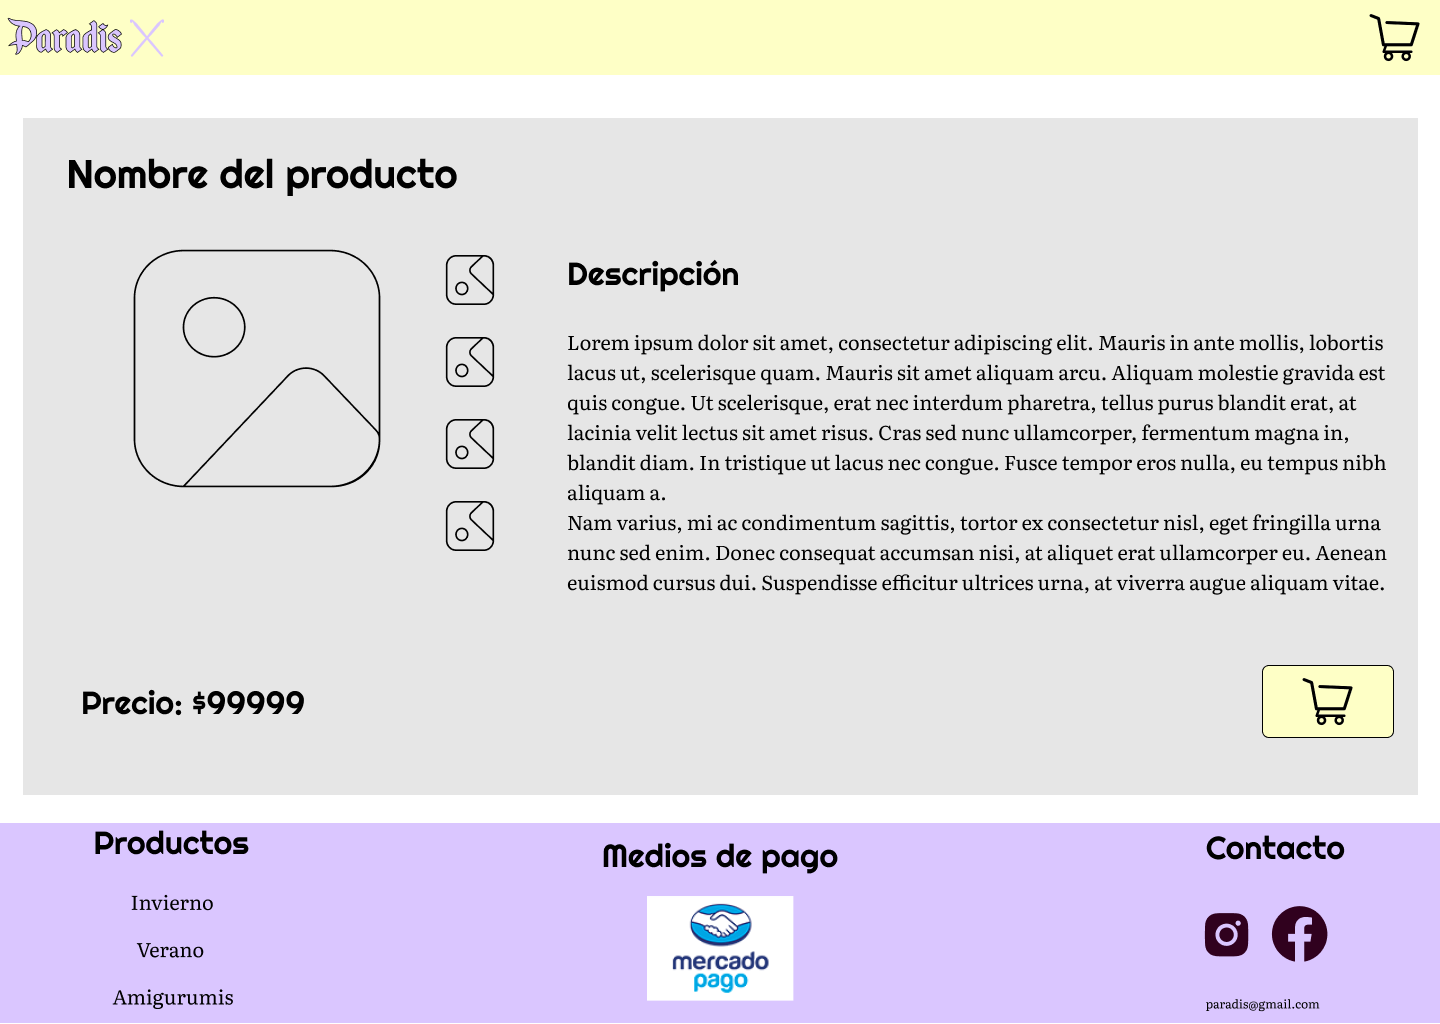 Paradis
Nombre del producto
Descripción
Lorem ipsum dolor sit amet, consectetur adipiscing elit. Mauris in ante mollis, lobortis
lacus ut, scelerisque quam. Mauris sit amet aliquam arcu. Aliquam molestie gravida est
quis congue. Ut scelerisque, erat nec interdum pharetra, tellus purus blandit erat, at
lacinia velit lectus sit amet risus. Cras sed nunc ullamcorper, fermentum magna in,
blandit diam. In tristique ut lacus nec congue. Fusce tempor eros nulla, eu tempus nibh
aliquam a.
Nam varius, mi ac condimentum sagittis, tortor ex consectetur nisl, eget fringilla urna
nunc sed enim. Donec consequat accumsan nisi, at aliquet erat ullamcorper eu. Aenean
euismod cursus dui. Suspendisse efficitur ultrices urna, at viverra augue aliquam vitae.
Precio: $99999
Productos
Invierno
Verano
Amigurumis
Medios de pago
mercado
pago
Contacto
paradis@gmail.com